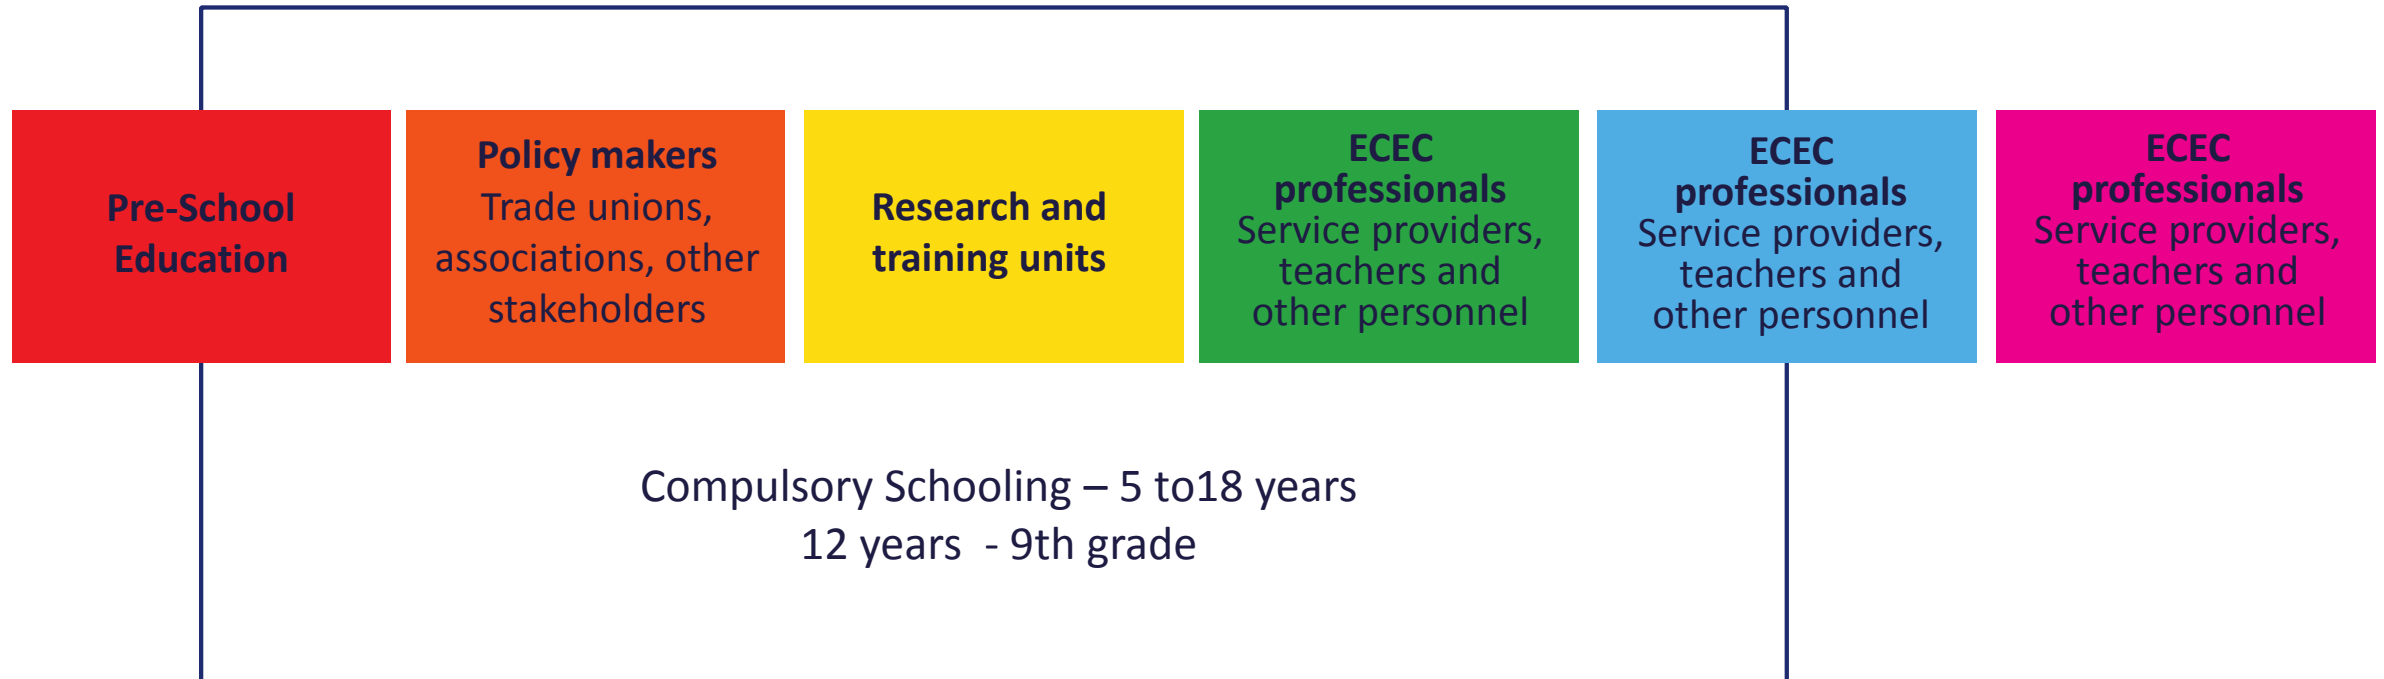 Pre-School
Education
Policy makers
Trade unions,
associations, other
stakeholders
Research and
training units
ECEC
professionals
Service providers,
teachers and
other personnel
ECEC
professionals
Service providers,
teachers and
other personnel
ECEC
professionals
Service providers,
teachers and
other personnel
Compulsory Schooling – 5 to18 years
12 years  - 9th grade